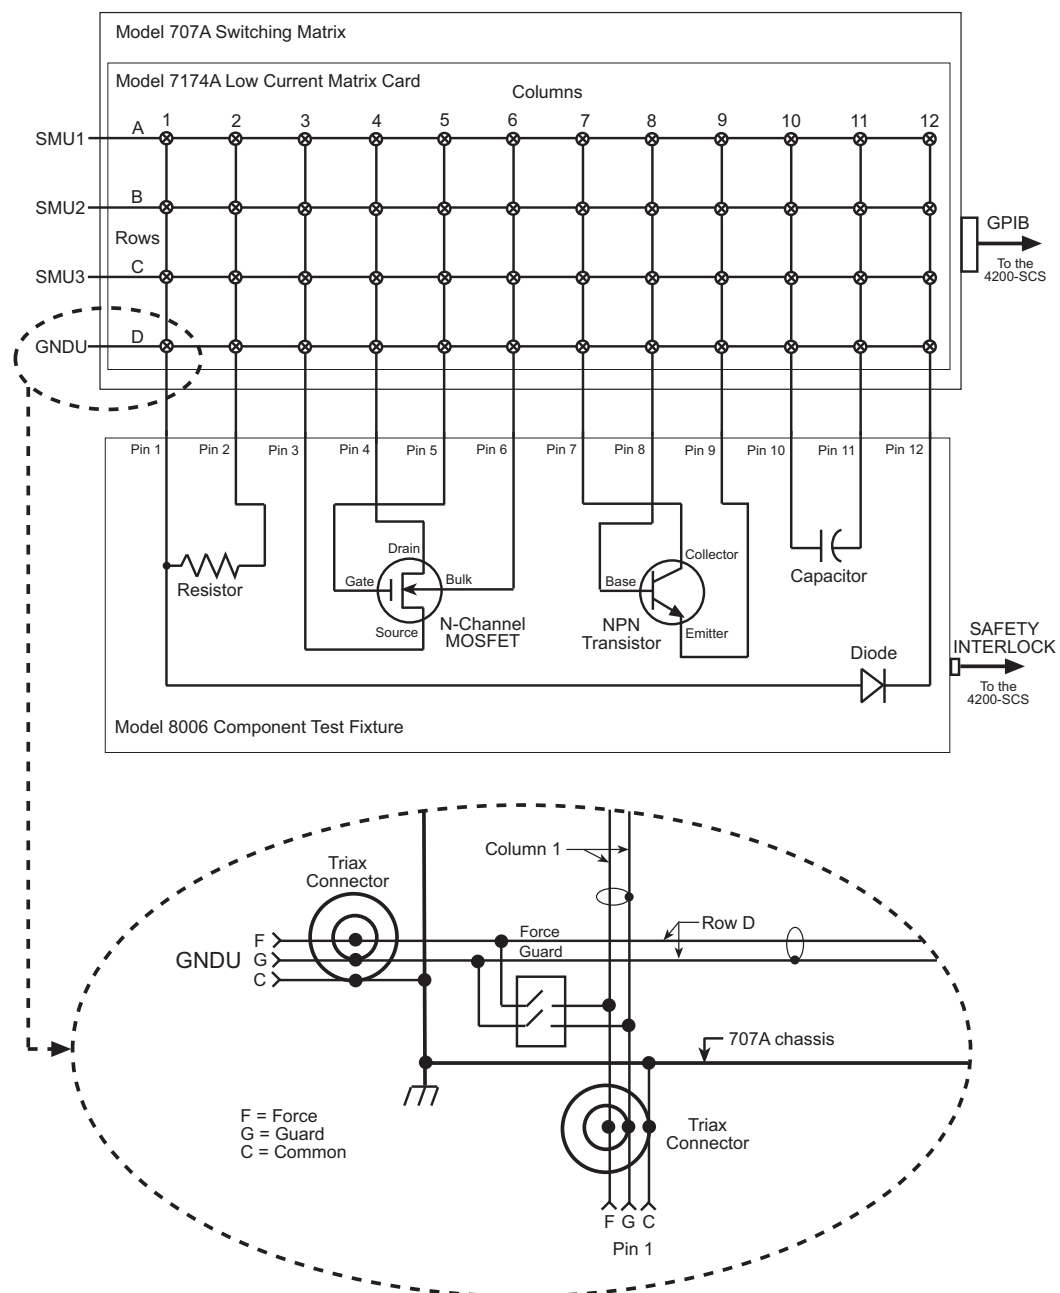 Model 707A Switching Matrix
Model 7174A Low Current Matrix Card
Columns
1 2 3 4 5 6 7 8 9 10 11 12
SMU1 A
SMU2 B
Rows
SMU3 C
GNDU D
GPIB
To the
4200-SCS
Pin 1 Pin 2 Pin 3 Pin 4 Pin 5 Pin 6 Pin 7 Pin 8 Pin 9 Pin 10 Pin 11 Pin 12
Resistor
Drain
Gate
Bulk
Source
N-Channel
MOSFET
Collector
Base
Emitter
NPN
Transistor
Capacitor
Diode
SAFETY
INTERLOCK
To the
4200-SCS
Model 8006 Component Test Fixture
Column 1
Triax
Connector
Force
Guard
Row D
GNDU
F
G
C
707A chassis
F = Force
G = Guard
C = Common
Triax
Connector
F G C
Pin 1